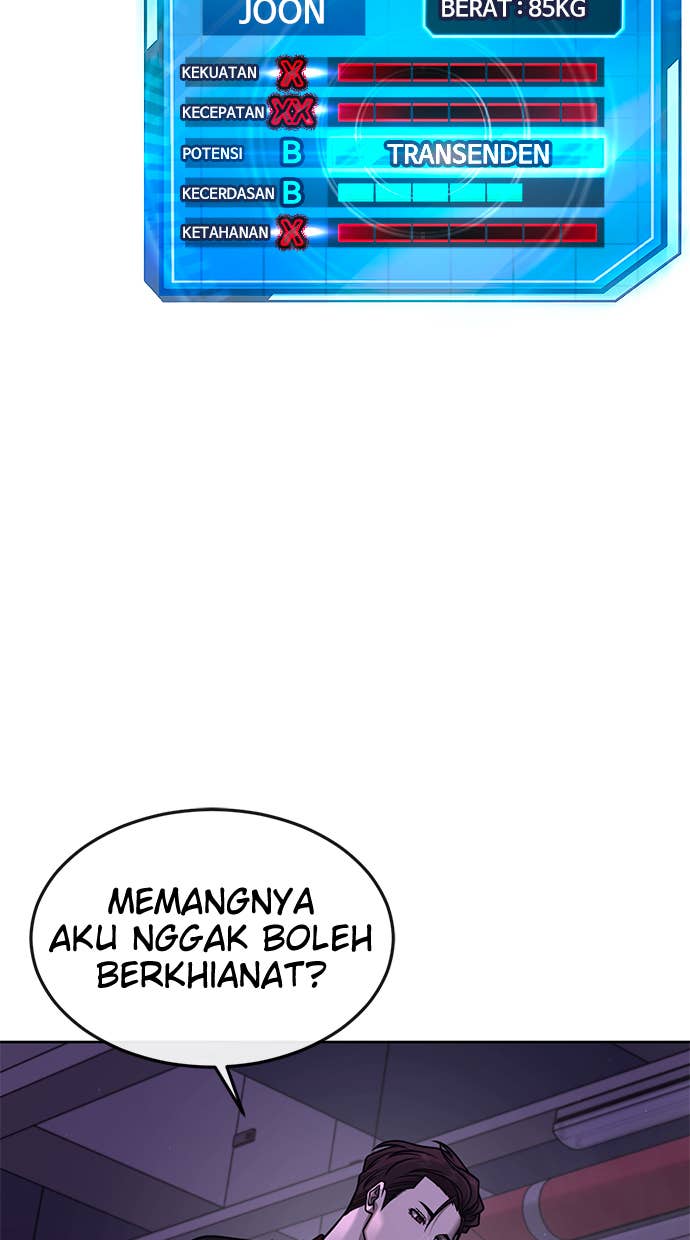 JOON
BERAT : 85KG
KEKUATAN X
KECEPATAN XX
POTENSI B TRANSENDEN
KECERDASAN B
KETAHANAN X
MEMANGNYA
AKU NGGAK BOLEH
BERKHIANAT?